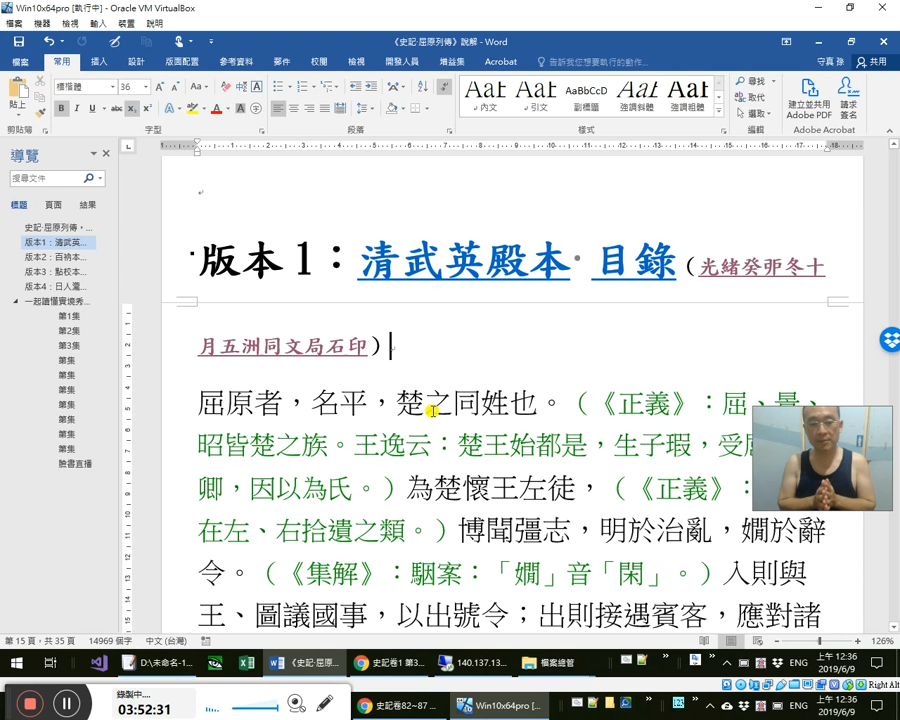 Win10x64pro [執行中] - Oracle VM VirtualBox
檔案 機器 檢視 輸入 裝置 說明
《史記·屈原列傳》說解 - Word
檔案 常用 插入 設計 版面配置 參考資料 郵件 校閱 檢視 開發人員 增益集 Acrobat 告訴我您想要執行的動作... 守真 孫 共用
標楷體 36
貼上
AaBbCcD
內文 引文 副標題 強調斜體 強調粗體
尋找
取代
選取
建立並共用 Adobe PDF
請求簽名
剪貼簿 字型 段落 樣式 編輯 Adobe Acrobat
導覽
搜尋文件
標題 頁面 結果
史記·屈原列傳，...
版本1：清武英...
版本2：百衲本...
版本3：點校本...
版本4：日人瀧...
一起讀懂實境秀...
第1集
第2集
第3集
第集
第集
第集
第集
第集
第集
第集
臉書直播
版本1：清武英殿本 目錄（光緒癸卯冬十
月五洲同文局石印）
屈原者，名平，楚之同姓也。（《正義》：屈、景、
昭皆楚之族。王逸云：楚王始都是，生子瑕，受
卿，因以為氏。）為楚懷王左徒，（《正義》：
在左、右拾遺之類。）博聞彊志，明於治亂，嫺於辭
令。（《集解》：駰案：「嫺」音「閑」。）入則與
王、圖議國事，以出號令；出則接遇賓客，應對諸
第 15 頁，共 35 頁 14969 個字 中文 (台灣) 126%
D:\未命名-1... 《史記·屈原... 史記卷1 第3... 140.137.13... 檔案總管 ENG 上午 12:36
2019/6/9
Right Alt
錄製中....
03:52:31
史記卷82~87 ... Win10x64pro [... ENG 上午 12:36
2019/6/9